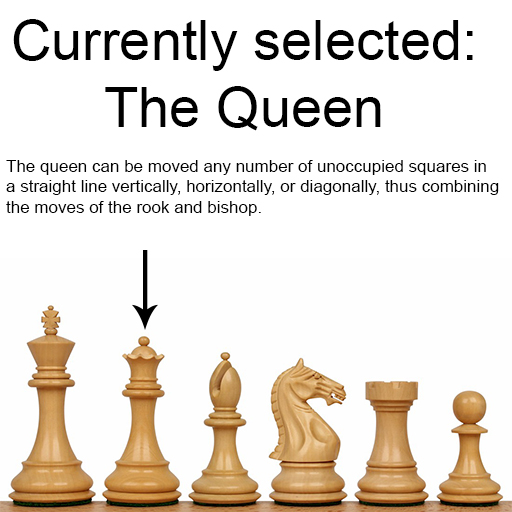 Currently selected:
The Queen
The queen can be moved any number of unoccupied squares in
a straight line vertically, horizontally, or diagonally, thus combining
the moves of the rook and bishop.